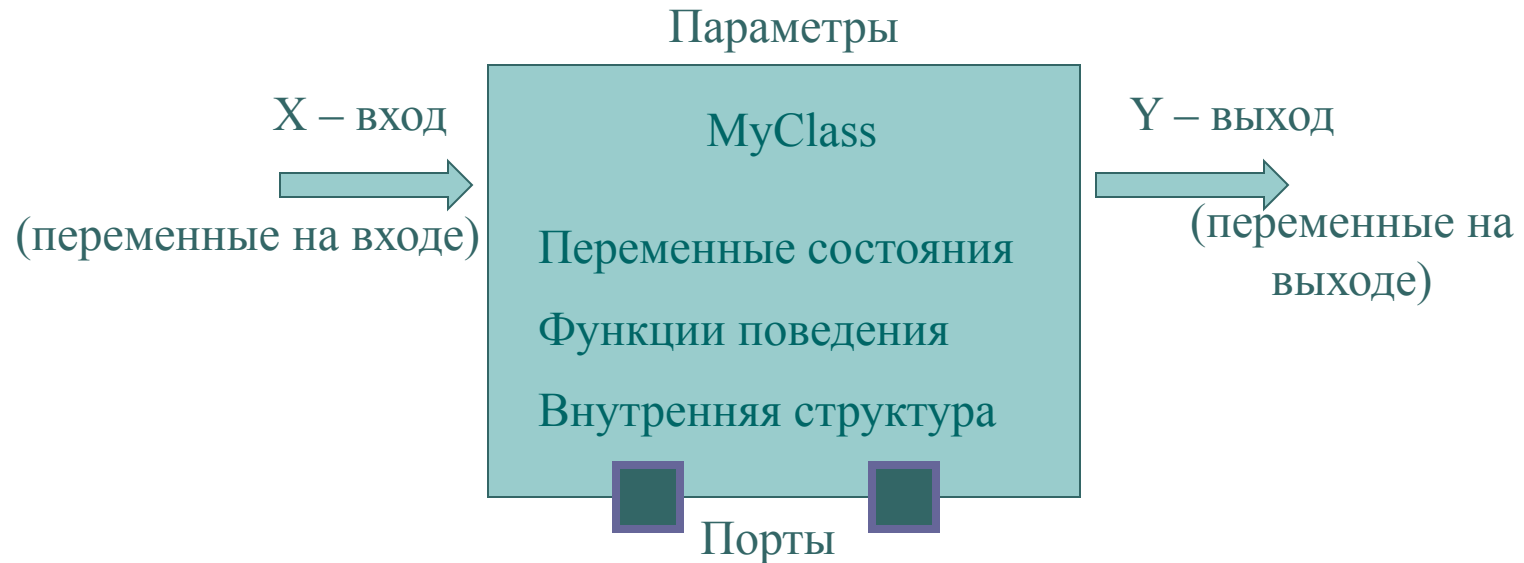 Параметры
X – вход
(переменные на входе)
MyClass
Переменные состояния
Функции поведения
Внутренняя структура
Y – выход
(переменные на
выходе)
Порты